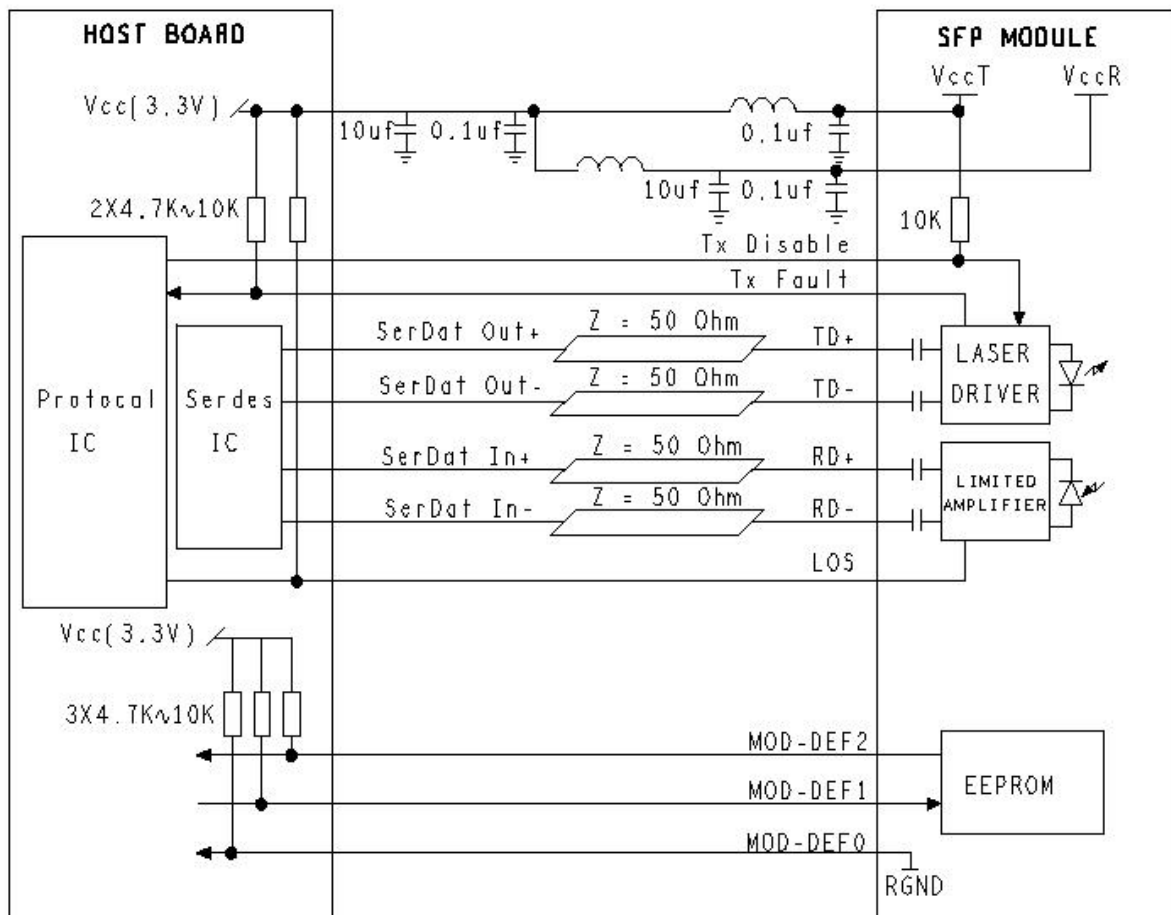 HOST BOARD
SFP MODULE
VccT
VccR
Vcc(3.3V)
10uf
0.1uf
0.1uf
10uf
0.1uf
2X4.7K∿10K
10K
Tx Disable
Tx Fault
Z = 50 Ohm
SerDat Out+
TD+
LASER
DRIVER
Z = 50 Ohm
SerDat Out-
TD-
Protocal
IC
Serdes
IC
Z = 50 Ohm
SerDat In+
RD+
LIMITED
AMPLIFIER
Z = 50 Ohm
SerDat In-
RD-
LOS
Vcc(3.3V)
3X4.7K∿10K
MOD-DEF2
EEPROM
MOD-DEF1
MOD-DEF0
RGND